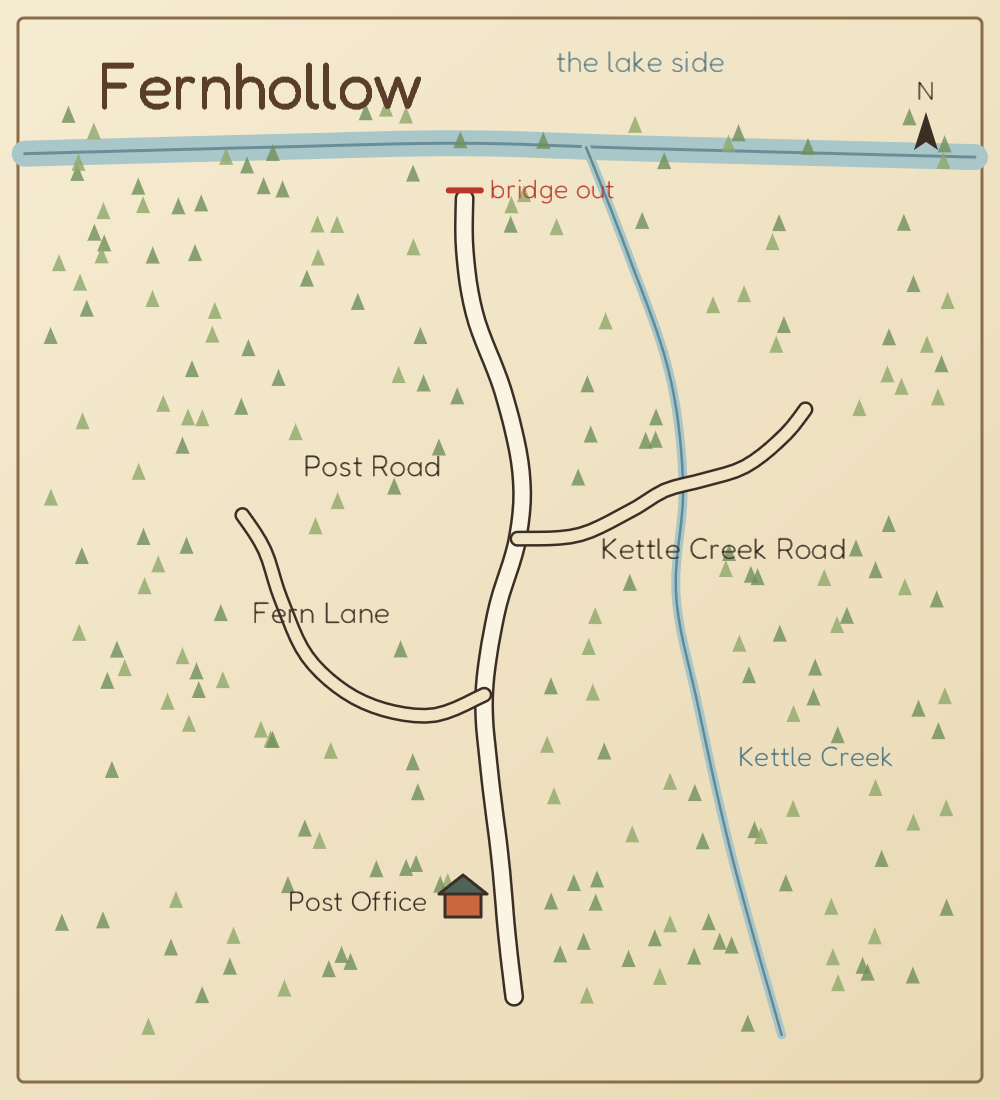 the lake side
Fernhollow
N
bridge out
Post Road
Kettle Creek Road
Fern Lane
Kettle Creek
Post Office